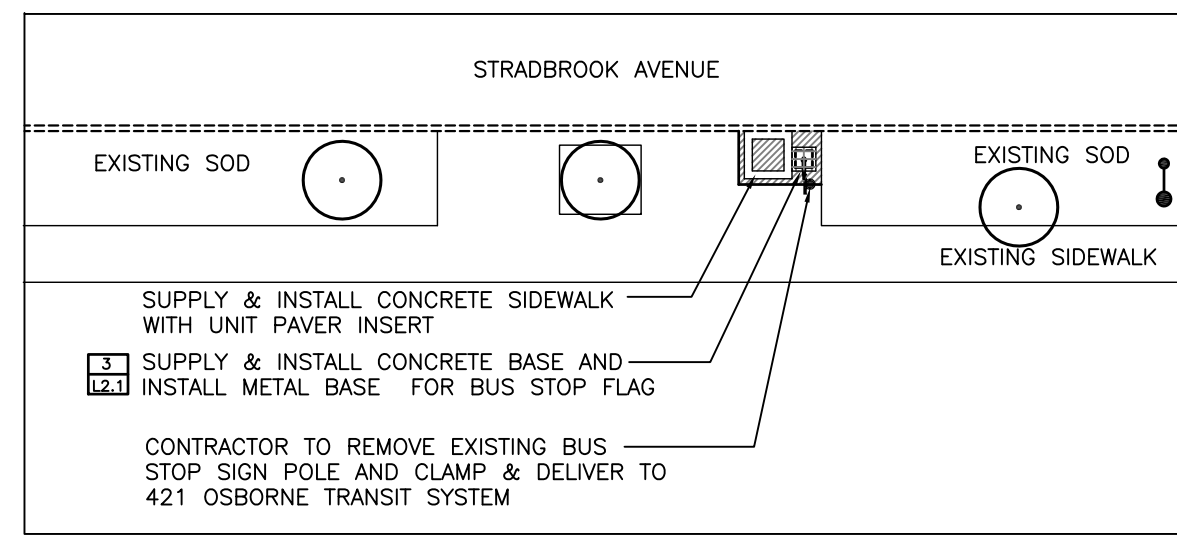 STRADBROOK AVENUE
EXISTING SOD
EXISTING SOD
EXISTING SIDEWALK
SUPPLY & INSTALL CONCRETE SIDEWALK
WITH UNIT PAVER INSERT
3
L2.1
SUPPLY & INSTALL CONCRETE BASE AND
INSTALL METAL BASE FOR BUS STOP FLAG
CONTRACTOR TO REMOVE EXISTING BUS
STOP SIGN POLE AND CLAMP & DELIVER TO
421 OSBORNE TRANSIT SYSTEM